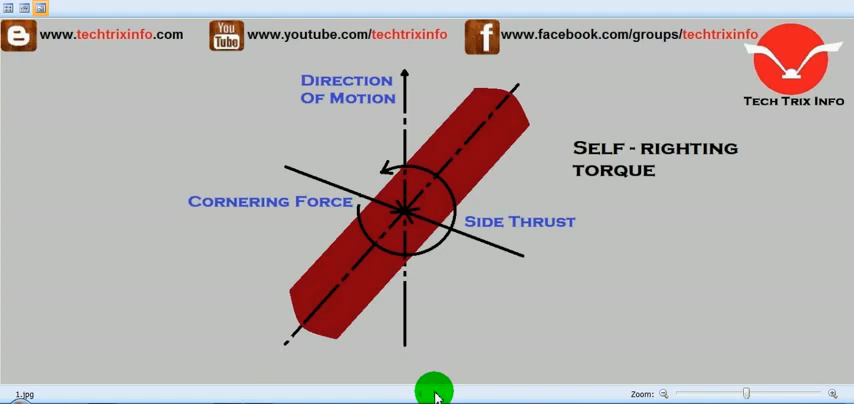 www.techtrixinfo.com
You
Tube
www.youtube.com/techtrixinfo
f
www.facebook.com/groups/techtrixinfo
Tech Trix Info
Direction
Of Motion
Self - righting
torque
Cornering Force
Side Thrust
1.jpg
Zoom: